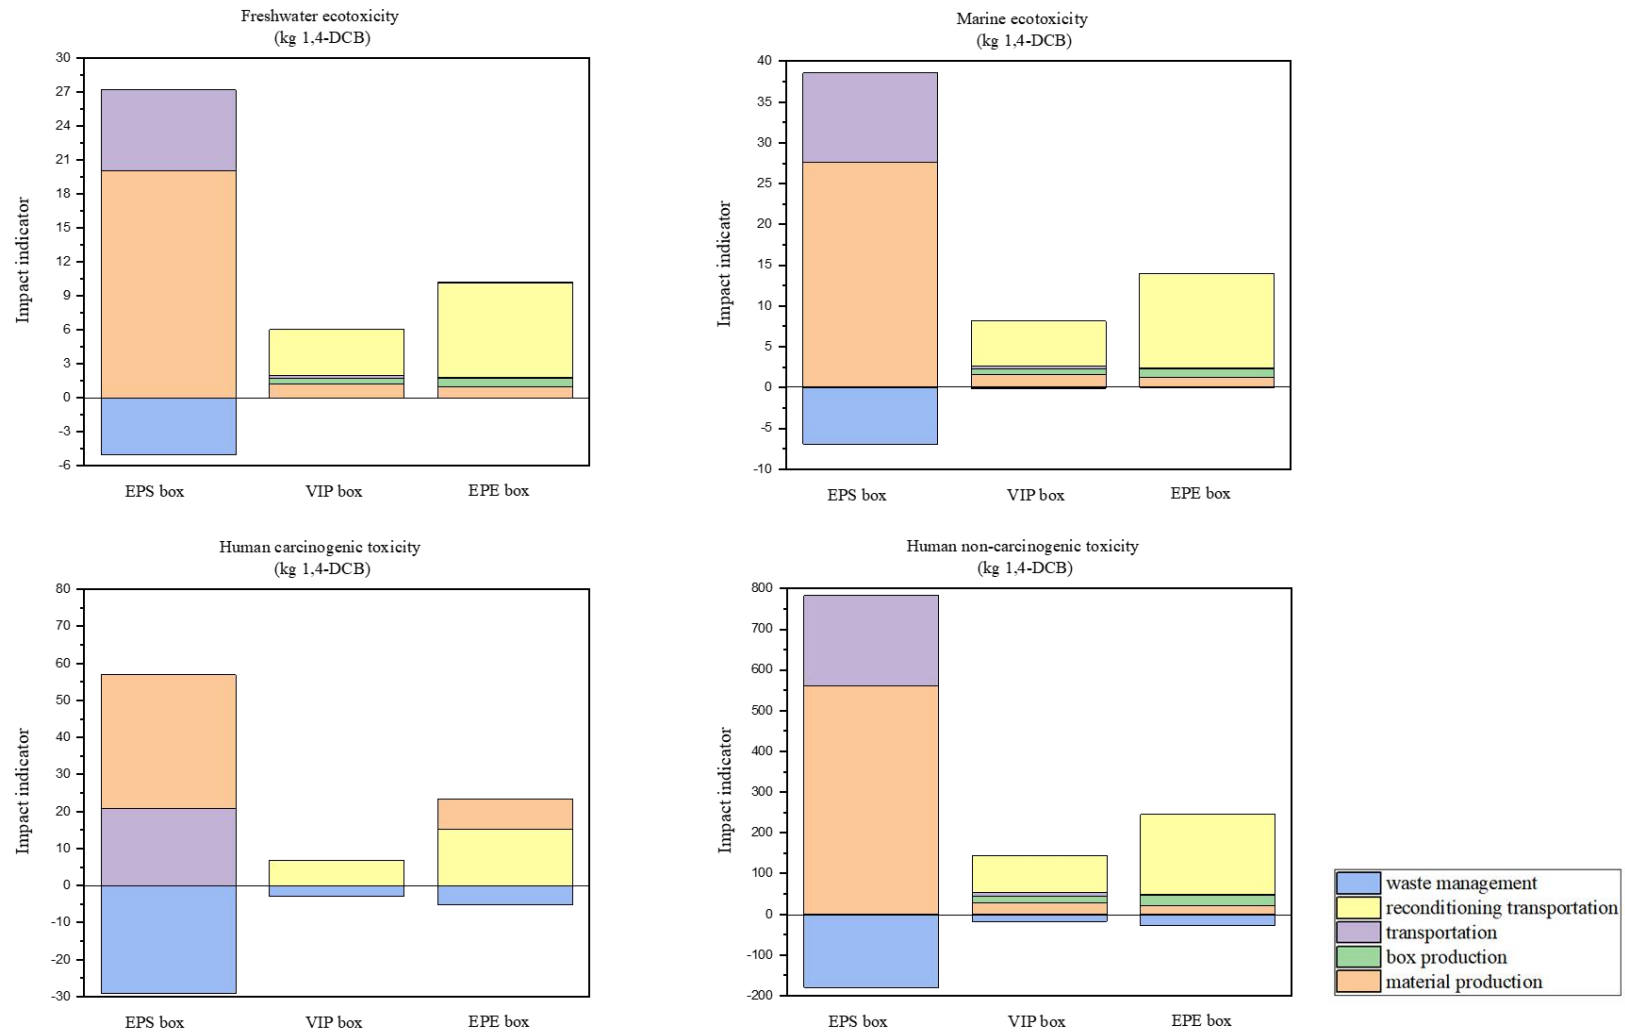 Freshwater ecotoxicity
(kg 1,4-DCB)
Impact indicator
30
27
24
21
18
15
12
9
6
3
0
-3
-6
EPS box VIP box EPE box
Marine ecotoxicity
(kg 1,4-DCB)
Impact indicator
40
35
30
25
20
15
10
5
0
-5
-10
EPS box VIP box EPE box
Human carcinogenic toxicity
(kg 1,4-DCB)
Impact indicator
80
70
60
50
40
30
20
10
0
-10
-20
-30
EPS box VIP box EPE box
Human non-carcinogenic toxicity
(kg 1,4-DCB)
Impact indicator
800
700
600
500
400
300
200
100
0
-100
-200
EPS box VIP box EPE box
waste management
reconditioning transportation
transportation
box production
material production